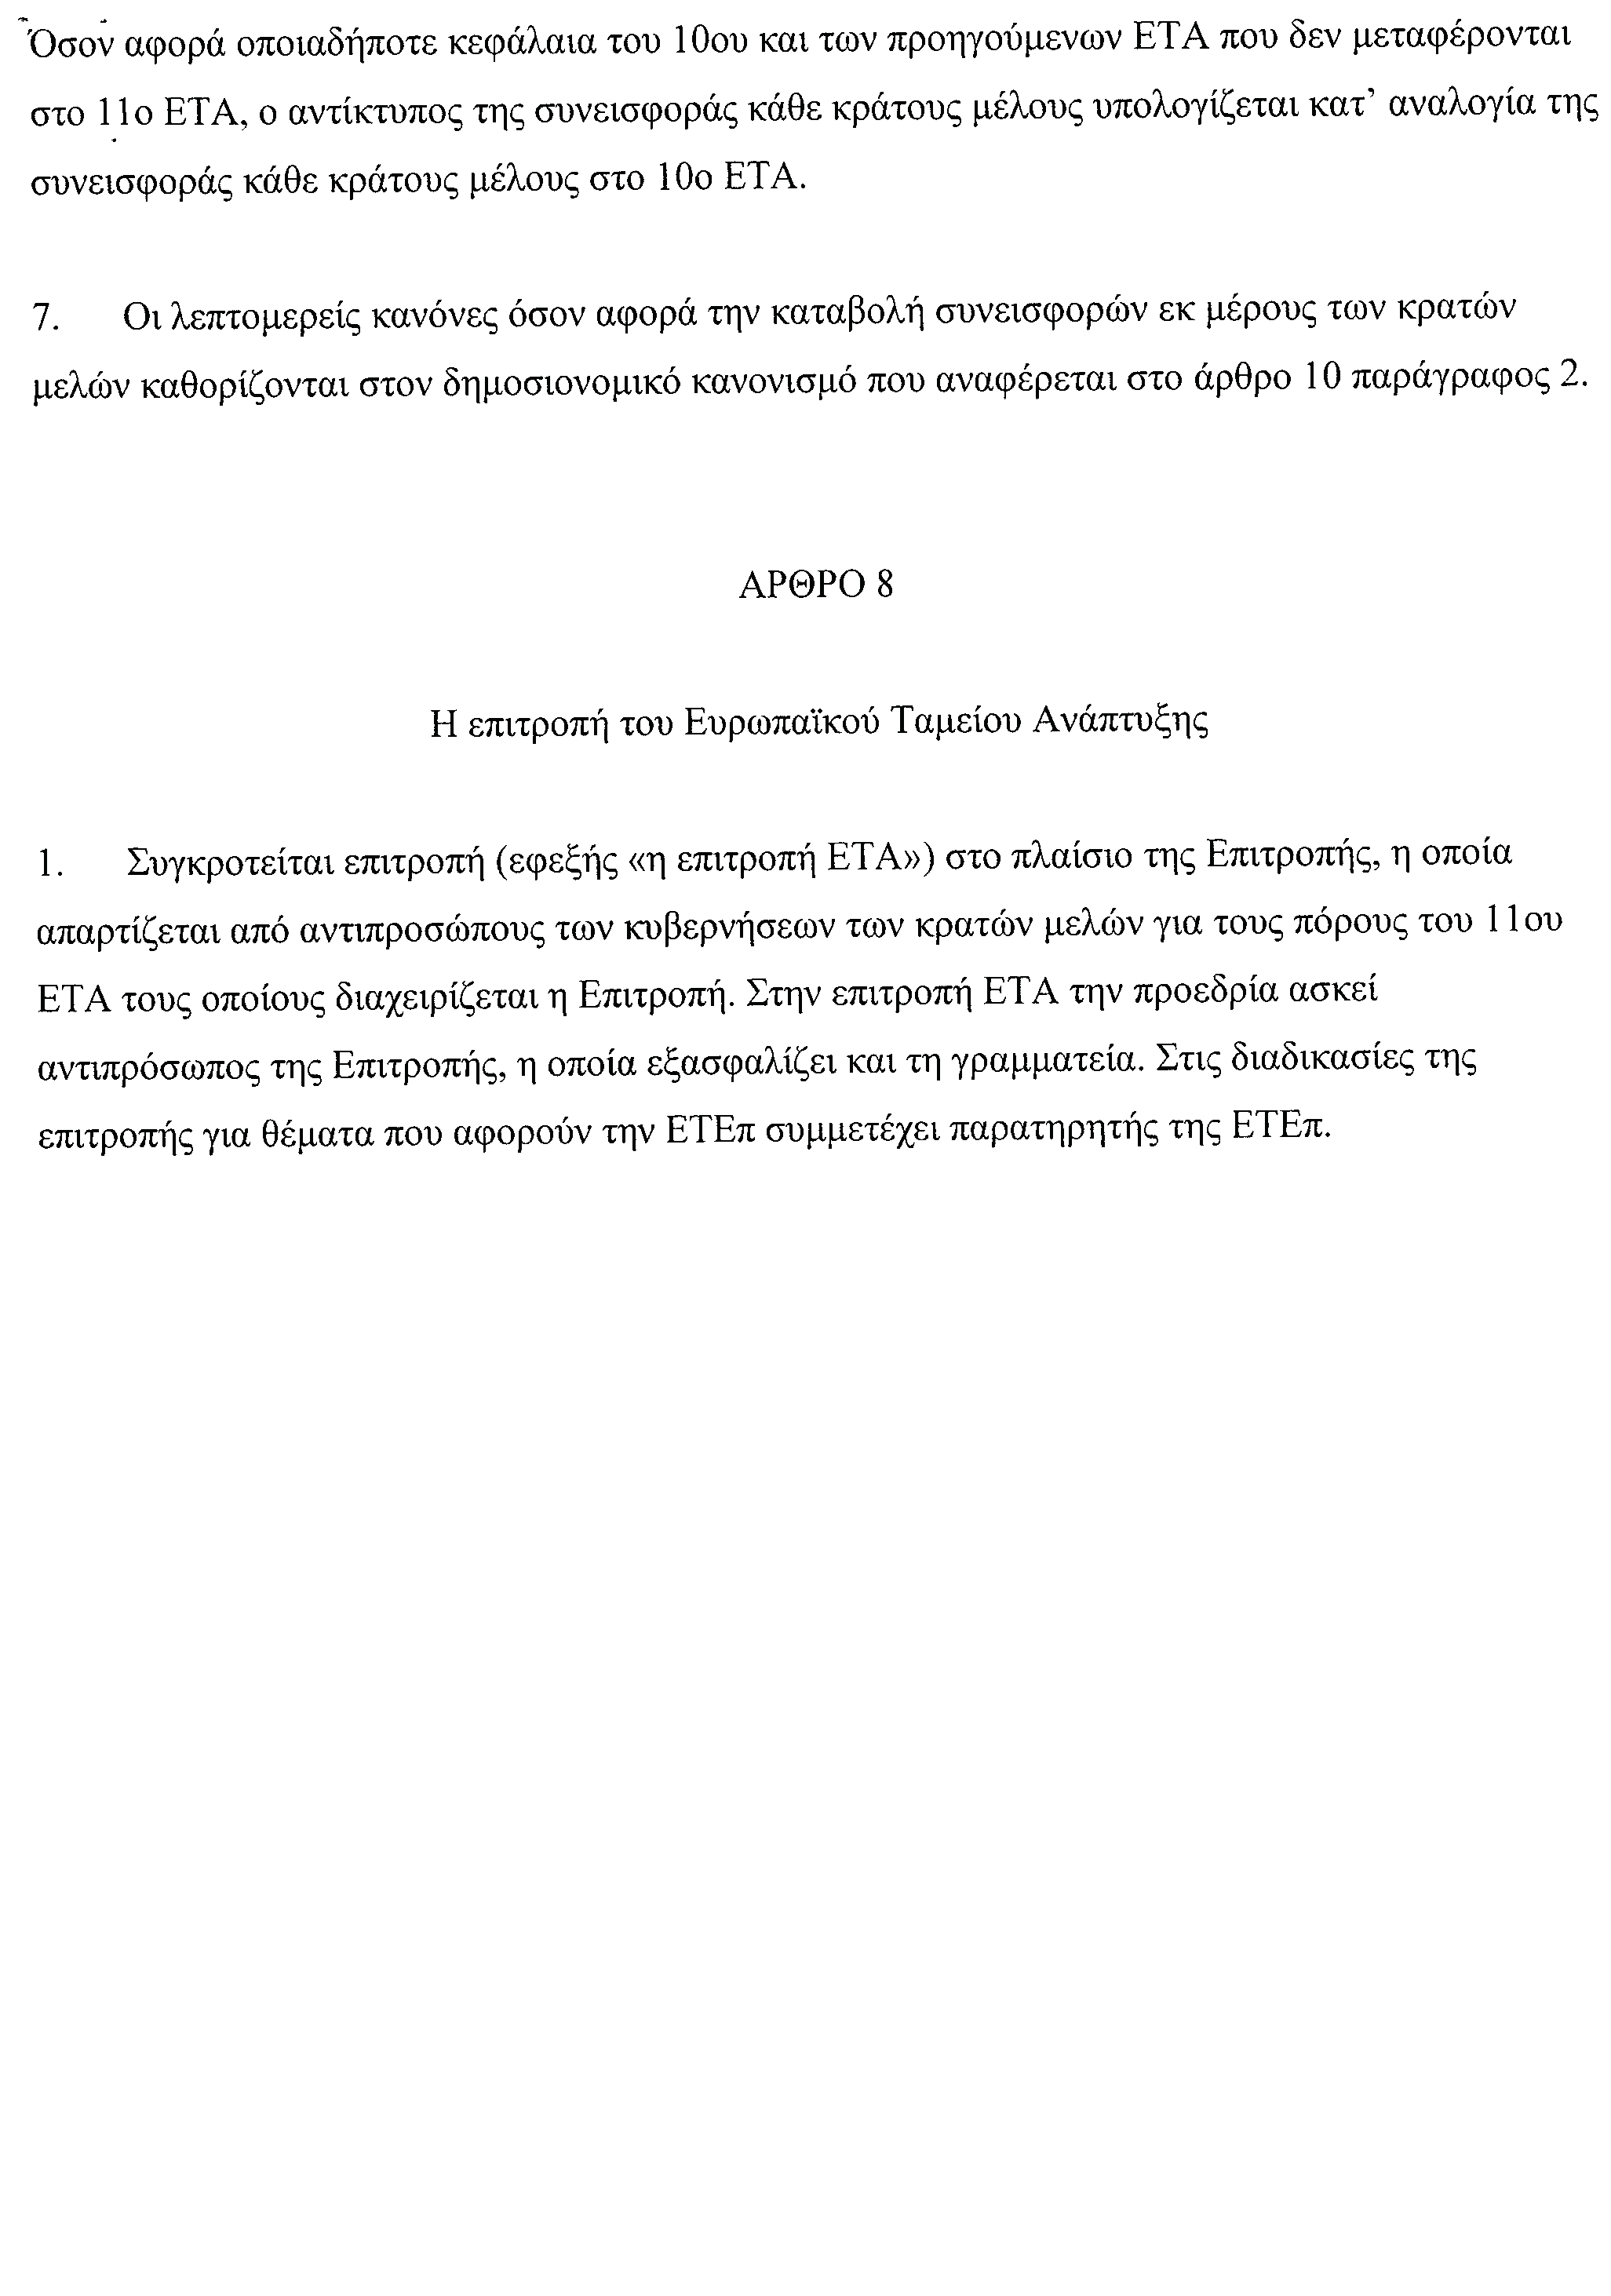 Όσον αφορά οποιαδήποτε κεφάλαια του 10ου και των προηγούμενων ΕΤΑ που δεν μεταφέρονται
στο 11ο ΕΤΑ, ο αντίκτυπος της συνεισφοράς κάθε κράτους μέλους υπολογίζεται κατ’ αναλογία της
συνεισφοράς κάθε κράτους μέλους στο 10ο ΕΤΑ.
7. Οι λεπτομερείς κανόνες όσον αφορά την καταβολή συνεισφορών εκ μέρους των κρατών
μελών καθορίζονται στον δημοσιονομικό κανονισμό που αναφέρεται στο άρθρο 10 παράγραφος 2.
ΑΡΘΡΟ 8
Η επιτροπή του Ευρωπαϊκού Ταμείου Ανάπτυξης
1. Συγκροτείται επιτροπή (εφεξής «η επιτροπή ΕΤΑ») στο πλαίσιο της Επιτροπής, η οποία
απαρτίζεται από αντιπροσώπους των κυβερνήσεων των κρατών μελών για τους πόρους του 11ου
ΕΤΑ τους οποίους διαχειρίζεται η Επιτροπή. Στην επιτροπή ΕΤΑ την προεδρία ασκεί
αντιπρόσωπος της Επιτροπής, η οποία εξασφαλίζει και τη γραμματεία. Στις διαδικασίες της
επιτροπής για θέματα που αφορούν την ΕΤΕπ συμμετέχει παρατηρητής της ΕΤΕπ.